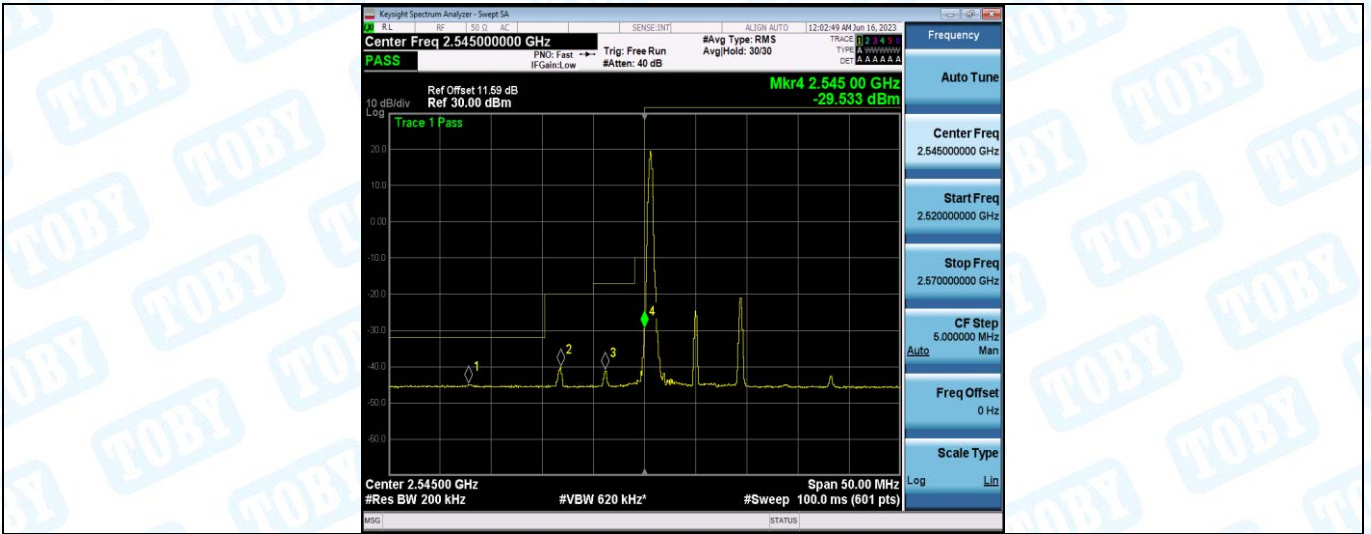 Keysight Spectrum Analyzer - Swept SA
RL RF 50 Ω AC SENSE:INT ALIGN AUTO 12:02:49 AM Jun 16, 2023
Center Freq 2.545000000 GHz
PASS
PNO: Fast
IFGain:Low
Trig: Free Run
#Atten: 40 dB
#Avg Type: RMS
Avg|Hold: 30/30
TRACE 1 2 3 4 5 6
TYPE A WWWWW
DET A A A A A A
Mkr4 2.545 00 GHz
-29.533 dBm
Ref Offset 11.59 dB
10 dB/div Ref 30.00 dBm
Log
Trace 1 Pass
20.0
10.0
0.00
-10.0
-20.0
-30.0
-40.0
-50.0
-60.0
1
2
3
4
Center 2.54500 GHz Span 50.00 MHz
#Res BW 200 kHz #VBW 620 kHz* #Sweep 100.0 ms (601 pts)
MSG STATUS
Frequency
Auto Tune
Center Freq
2.545000000 GHz
Start Freq
2.520000000 GHz
Stop Freq
2.570000000 GHz
CF Step
5.000000 MHz
Auto Man
Freq Offset
0 Hz
Scale Type
Log Lin
TOBY